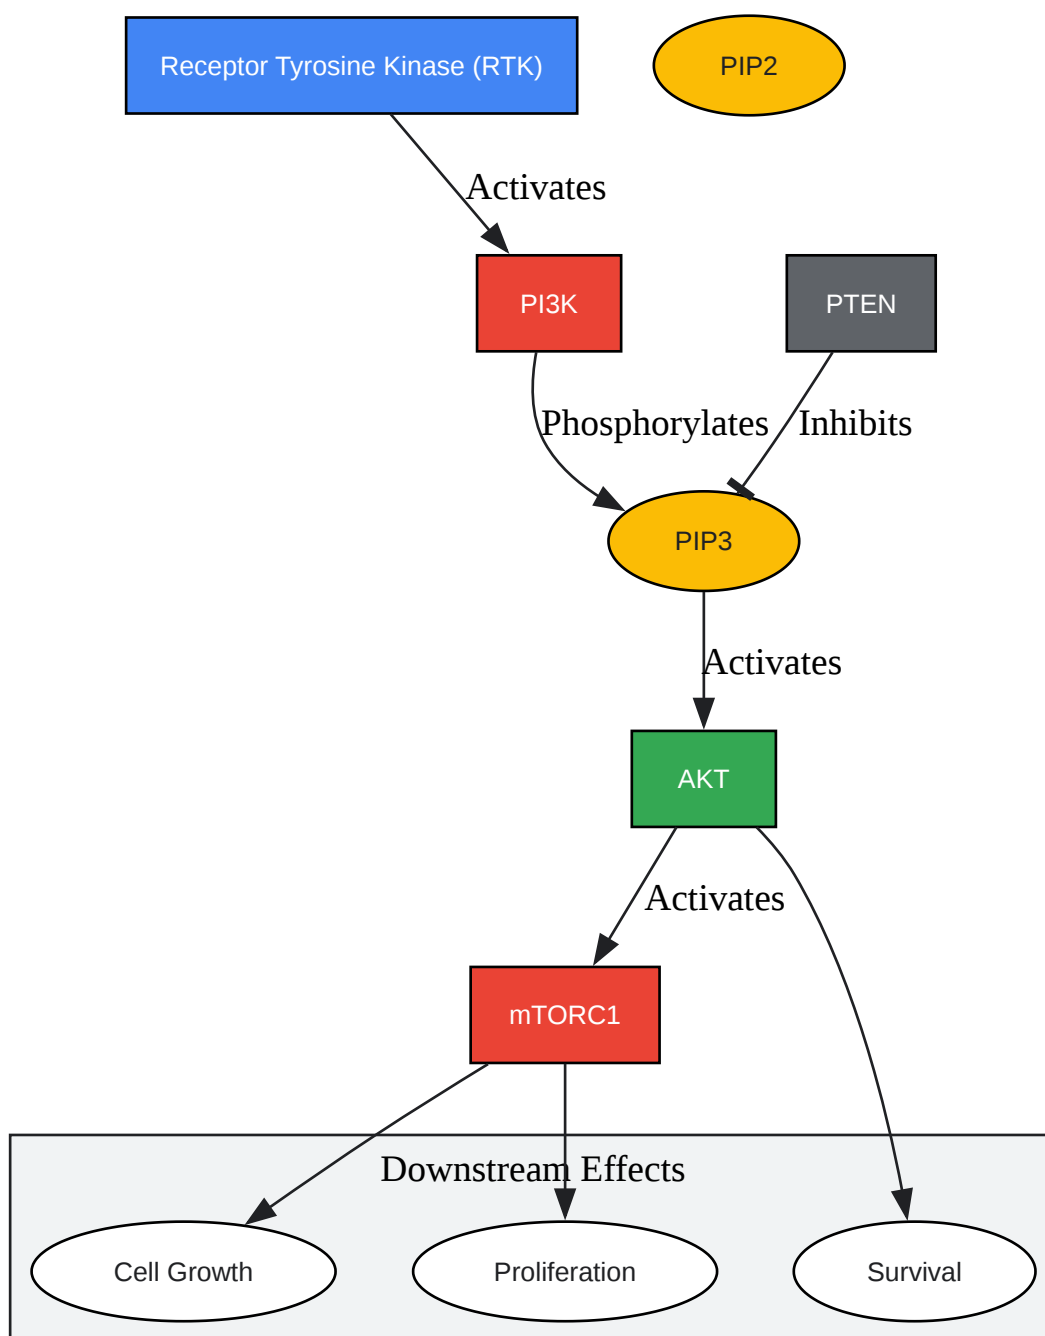 Receptor Tyrosine Kinase (RTK)
PIP2
Activates
PI3K
PTEN
Phosphorylates
Inhibits
PIP3
Activates
AKT
Activates
mTORC1
Downstream Effects
Cell Growth
Proliferation
Survival